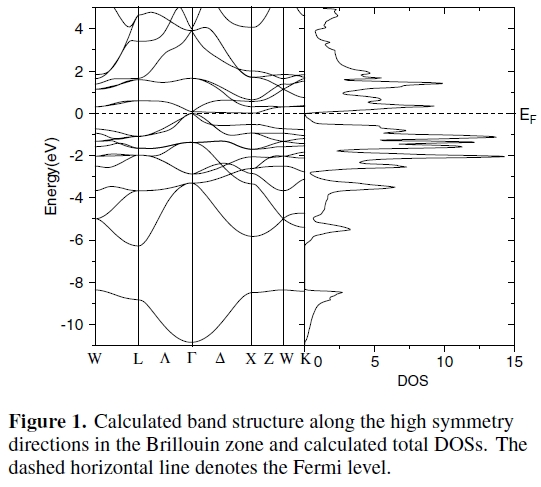 4
2
0
-2
-4
-6
-8
-10
Energy(eV)
E_F
W L Λ Γ Δ X Z W K 0 5 10 15
DOS
Figure 1. Calculated band structure along the high symmetry
directions in the Brillouin zone and calculated total DOSs. The
dashed horizontal line denotes the Fermi level.